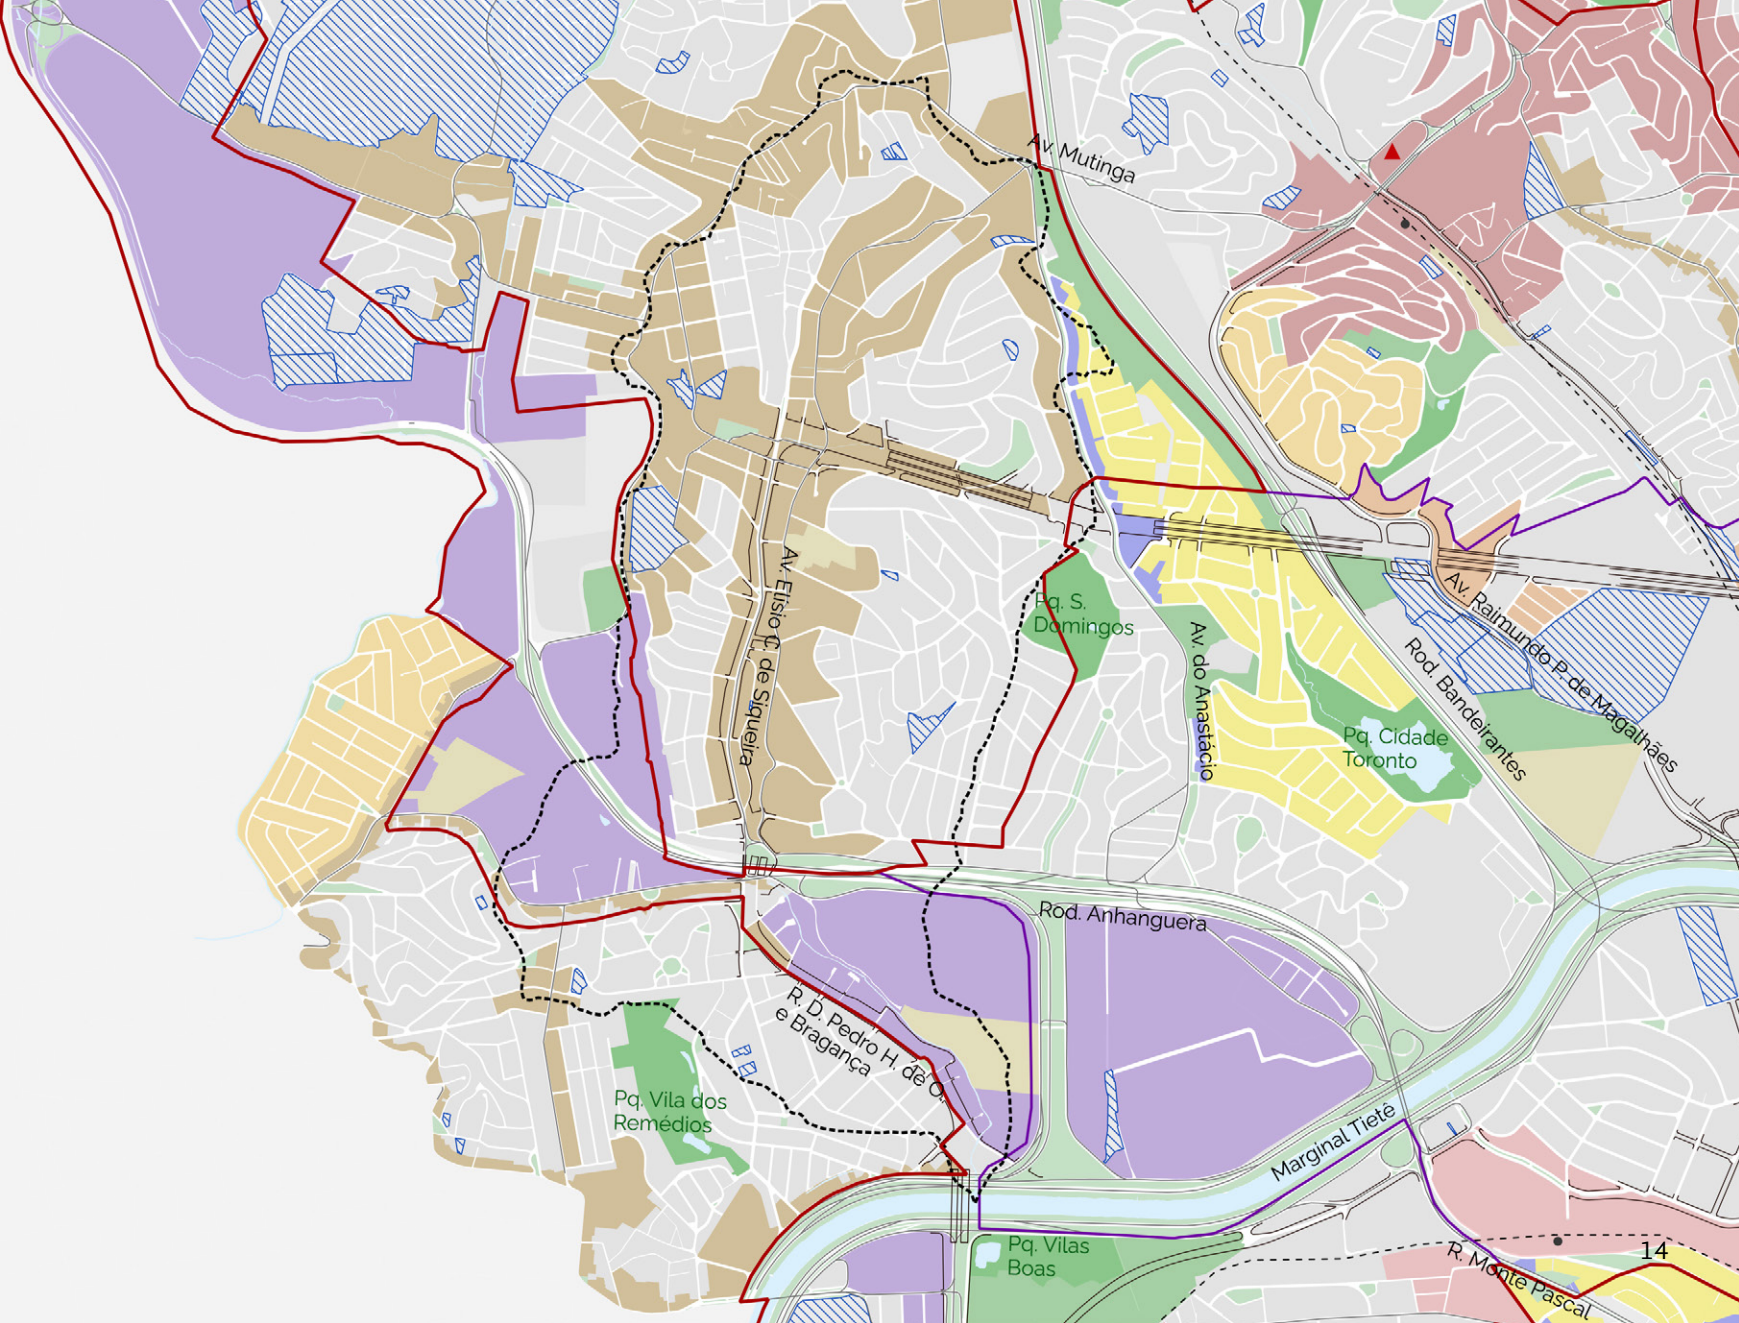 Av. Mutinga
Av. Elisio C. de Siqueira
Pq. S.
Domingos
Av. do Anastácio
Av. Raimundo P. de Magalhães
Rod. Bandeirantes
Pq. Cidade
Toronto
Rod. Anhanguera
R. D. Pedro H. de O.
e Bragança
Pq. Vila dos
Remédios
Marginal Tietê
Pq. Vilas
Boas
R. Monte Pascal
14